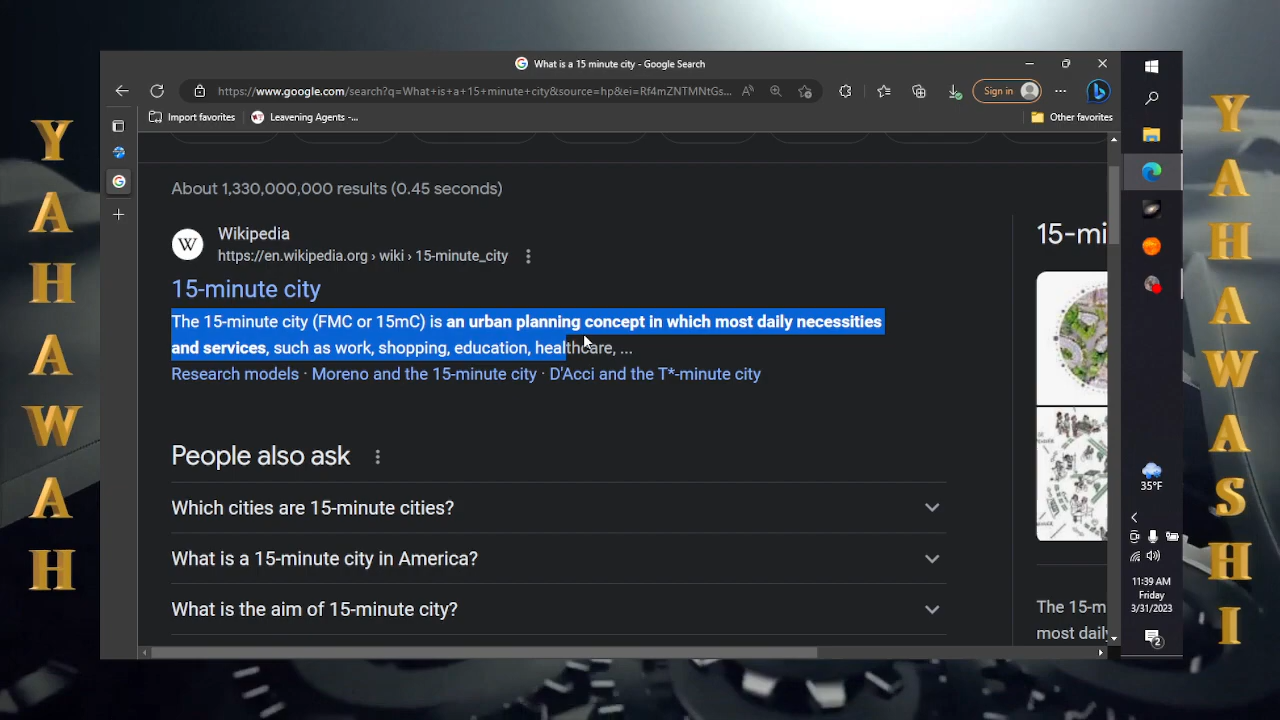 YAHAWAH
What is a 15 minute city - Google Search
https://www.google.com/search?q=What+is+a+15+minute+city&source=hp&ei=Rf4mZNTMNtGs...
Sign in
Import favorites
Leavening Agents -...
Other favorites
About 1,330,000,000 results (0.45 seconds)
W
Wikipedia
https://en.wikipedia.org › wiki › 15-minute_city
15-minute city
The 15-minute city (FMC or 15mC) is an urban planning concept in which most daily necessities
and services, such as work, shopping, education, healthcare, ...
Research models · Moreno and the 15-minute city · D'Acci and the T*-minute city
People also ask
Which cities are 15-minute cities?
What is a 15-minute city in America?
What is the aim of 15-minute city?
15-mi
The 15-m
most daily
35°F
11:39 AM
Friday
3/31/2023
2
YAHAWASHI